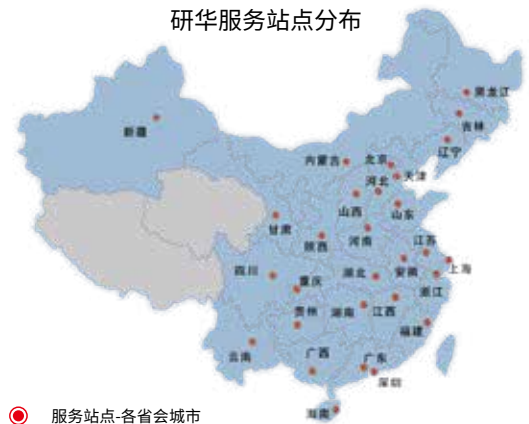 研华服务站点分布
黑龙江
吉林
辽宁
新疆
内蒙古
北京
天津
河北
山西
山东
甘肃
陕西
河南
江苏
上海
四川
重庆
湖北
安徽
浙江
贵州
湖南
江西
福建
云南
广西
广东
深圳
海南
服务站点-各省会城市